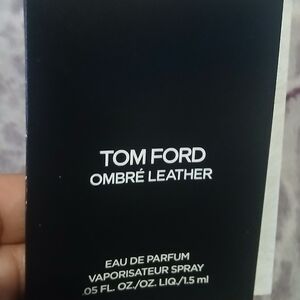 TOM FORD
OMBRÉ LEATHER
EAU DE PARFUM
VAPORISATEUR SPRAY
.05 FL. OZ./OZ. LIQ./1.5 ml